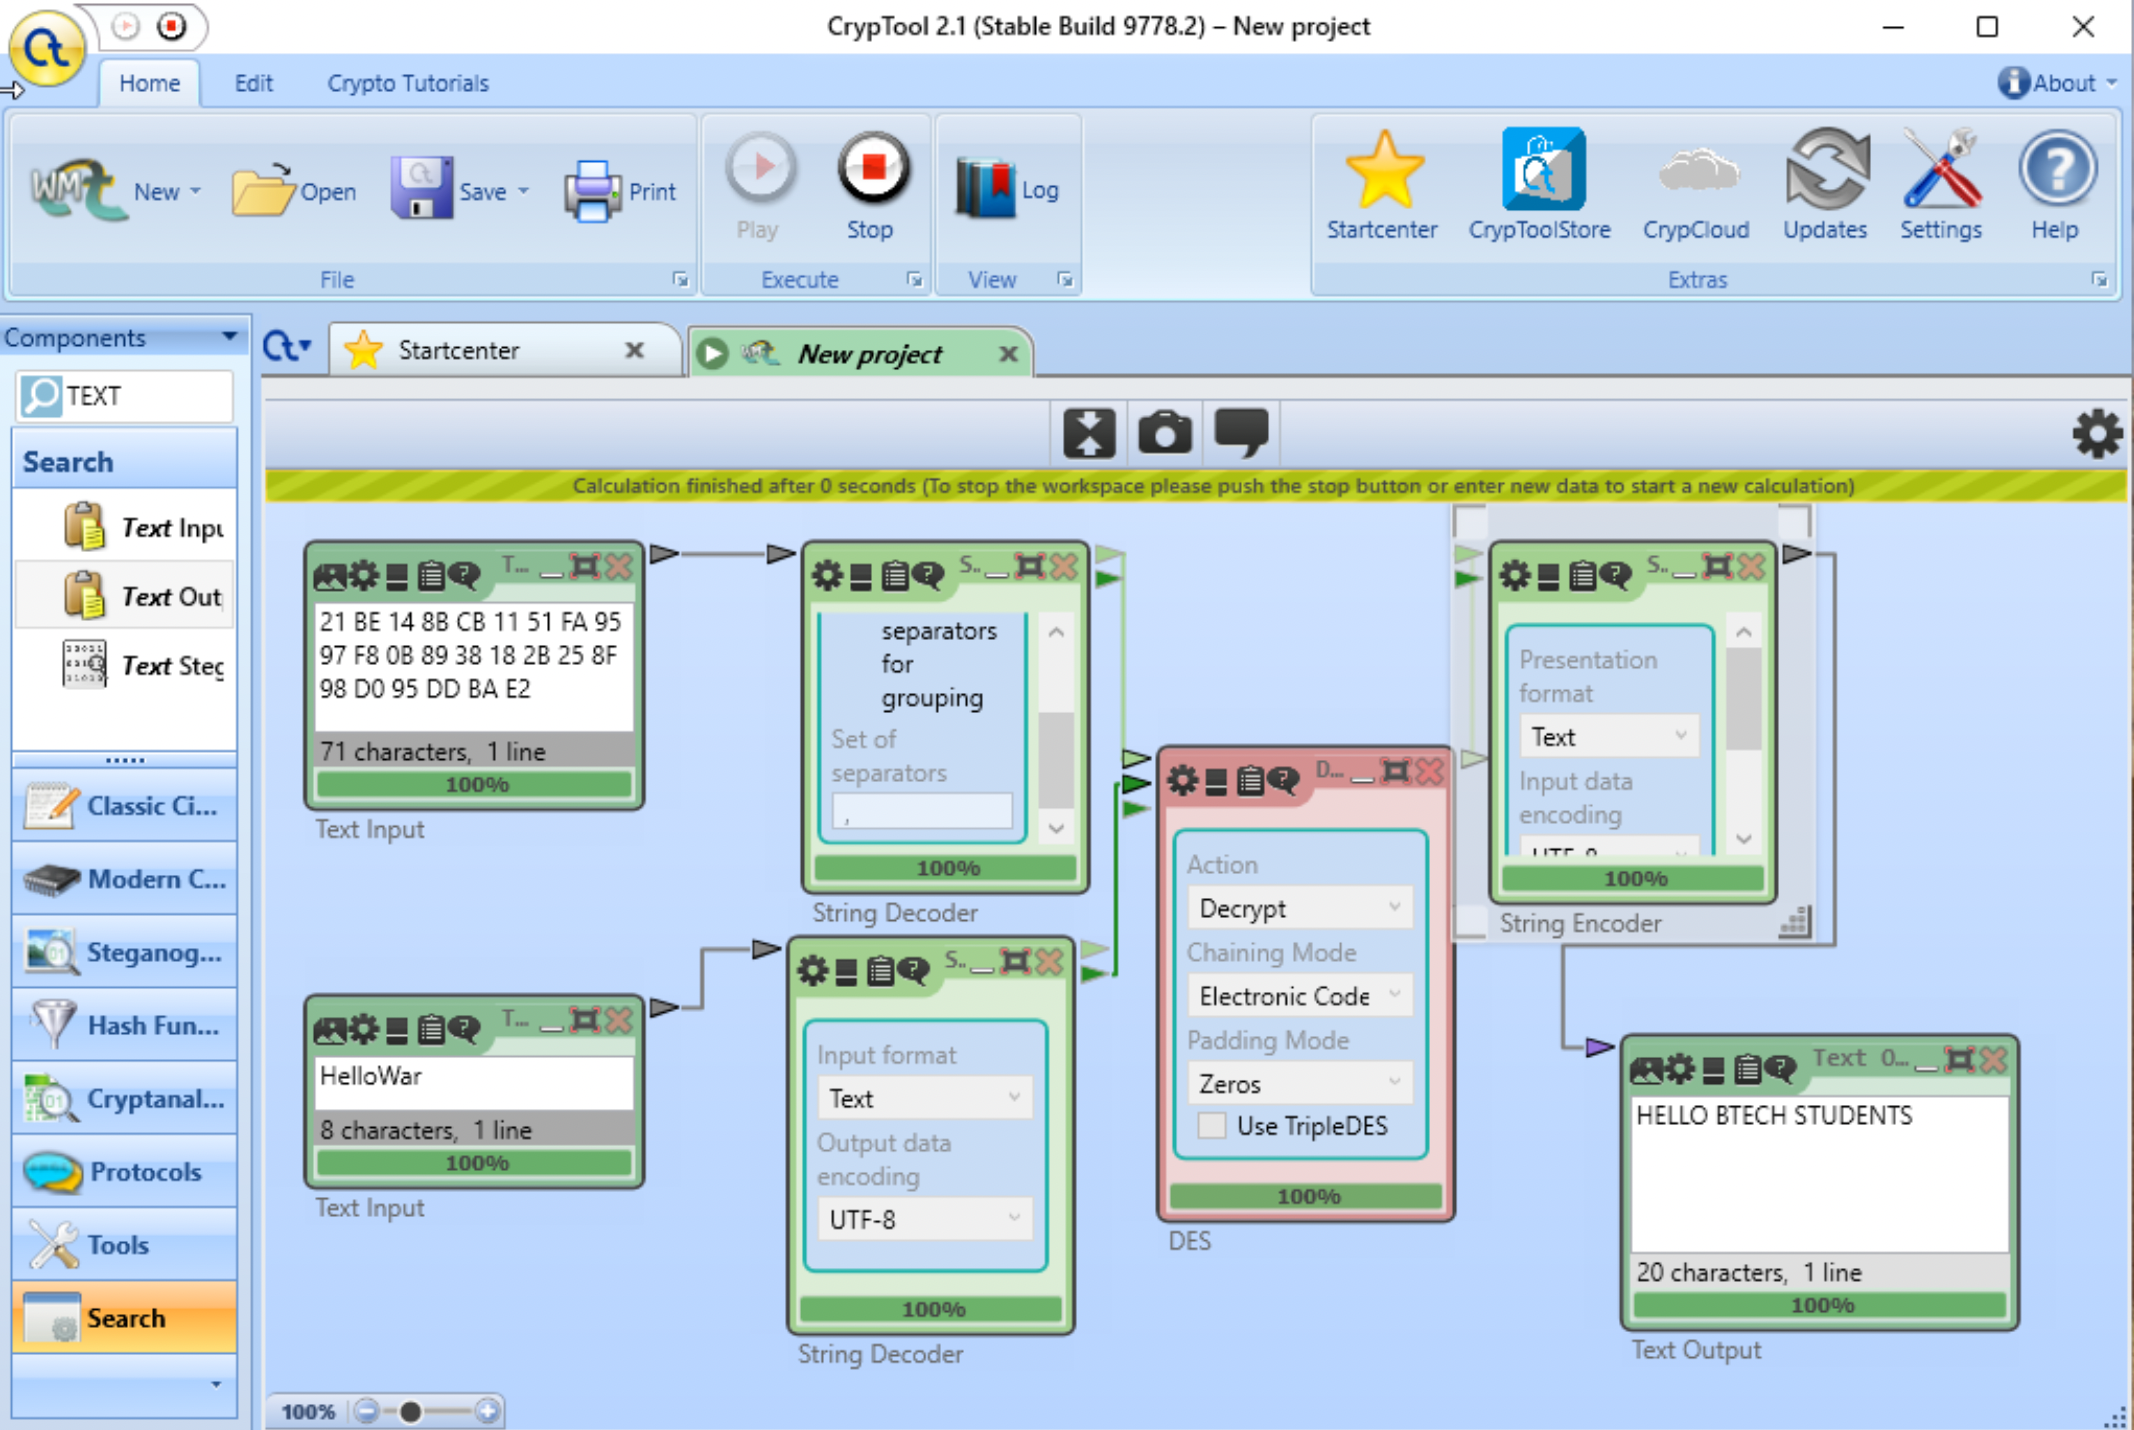 CrypTool 2.1 (Stable Build 9778.2) – New project
Home Edit Crypto Tutorials About
New Open Save Print Play Stop Log Startcenter CrypToolStore CrypCloud Updates Settings Help
File Execute View Extras
Components
TEXT
Search
Text Inpu
Text Out
Text Steg
Classic Ci...
Modern C...
Steganog...
Hash Fun...
Cryptanal...
Protocols
Tools
Search
Startcenter
New project
Calculation finished after 0 seconds (To stop the workspace please push the stop button or enter new data to start a new calculation)
T...
21 BE 14 8B CB 11 51 FA 95
97 F8 0B 89 38 18 2B 25 8F
98 D0 95 DD BA E2
71 characters, 1 line
100%
Text Input
S..
separators
for
grouping
Set of
separators
,
100%
String Decoder
S..
Presentation
format
Text
Input data
encoding
UTF-8
100%
String Encoder
T...
HelloWar
8 characters, 1 line
100%
Text Input
S..
Input format
Text
Output data
encoding
UTF-8
100%
String Decoder
D...
Action
Decrypt
Chaining Mode
Electronic Code
Padding Mode
Zeros
Use TripleDES
100%
DES
Text O...
HELLO BTECH STUDENTS
20 characters, 1 line
100%
Text Output
100%